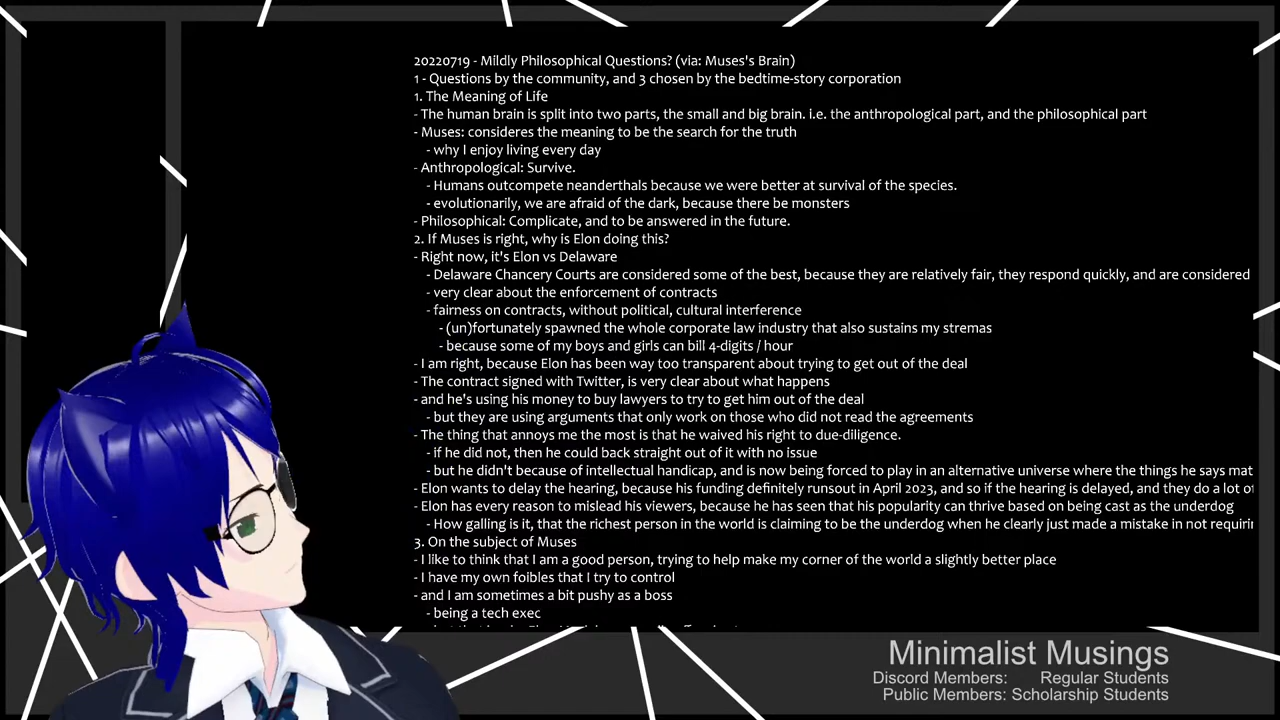 20220719 - Mildly Philosophical Questions? (via: Muses's Brain)
1 - Questions by the community, and 3 chosen by the bedtime-story corporation
1. The Meaning of Life
- The human brain is split into two parts, the small and big brain. i.e. the anthropological part, and the philosophical part
- Muses: consideres the meaning to be the search for the truth
- why I enjoy living every day
- Anthropological: Survive.
- Humans outcompete neanderthals because we were better at survival of the species.
- evolutionarily, we are afraid of the dark, because there be monsters
- Philosophical: Complicate, and to be answered in the future.
2. If Muses is right, why is Elon doing this?
- Right now, it's Elon vs Delaware
- Delaware Chancery Courts are considered some of the best, because they are relatively fair, they respond quickly, and are considered
- very clear about the enforcement of contracts
- fairness on contracts, without political, cultural interference
- (un)fortunately spawned the whole corporate law industry that also sustains my stremas
- because some of my boys and girls can bill 4-digits / hour
- I am right, because Elon has been way too transparent about trying to get out of the deal
- The contract signed with Twitter, is very clear about what happens
- and he's using his money to buy lawyers to try to get him out of the deal
- but they are using arguments that only work on those who did not read the agreements
- The thing that annoys me the most is that he waived his right to due-diligence.
- if he did not, then he could back straight out of it with no issue
- but he didn't because of intellectual handicap, and is now being forced to play in an alternative universe where the things he says mat
- Elon wants to delay the hearing, because his funding definitely runsout in April 2023, and so if the hearing is delayed, and they do a lot of
- Elon has every reason to mislead his viewers, because he has seen that his popularity can thrive based on being cast as the underdog
- How galling is it, that the richest person in the world is claiming to be the underdog when he clearly just made a mistake in not requirin
3. On the subject of Muses
- I like to think that I am a good person, trying to help make my corner of the world a slightly better place
- I have my own foibles that I try to control
- and I am sometimes a bit pushy as a boss
- being a tech exec
Minimalist Musings
Discord Members: Regular Students
Public Members: Scholarship Students